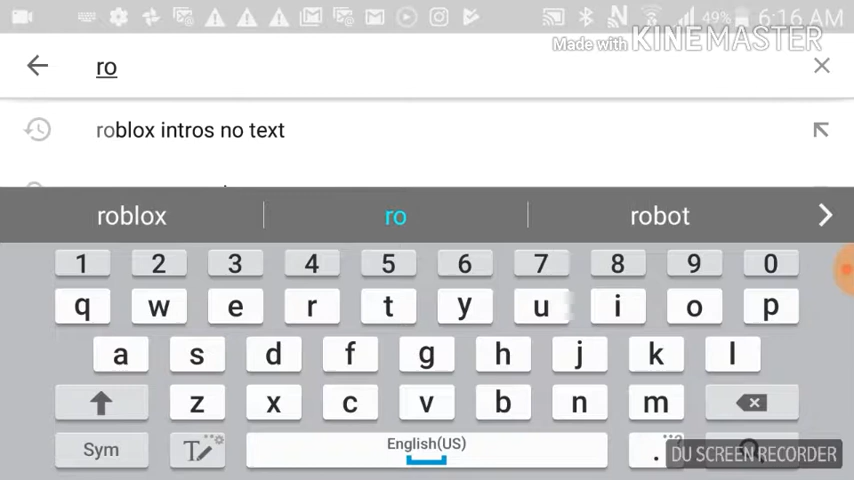 49% 6:16 AM
Made with KINEMASTER
ro
roblox intros no text
roblox ro robot
1 2 3 4 5 6 7 8 9 0
q w e r t y u i o p
a s d f g h j k l
z x c v b n m
Sym T English(US) .
DU SCREEN RECORDER